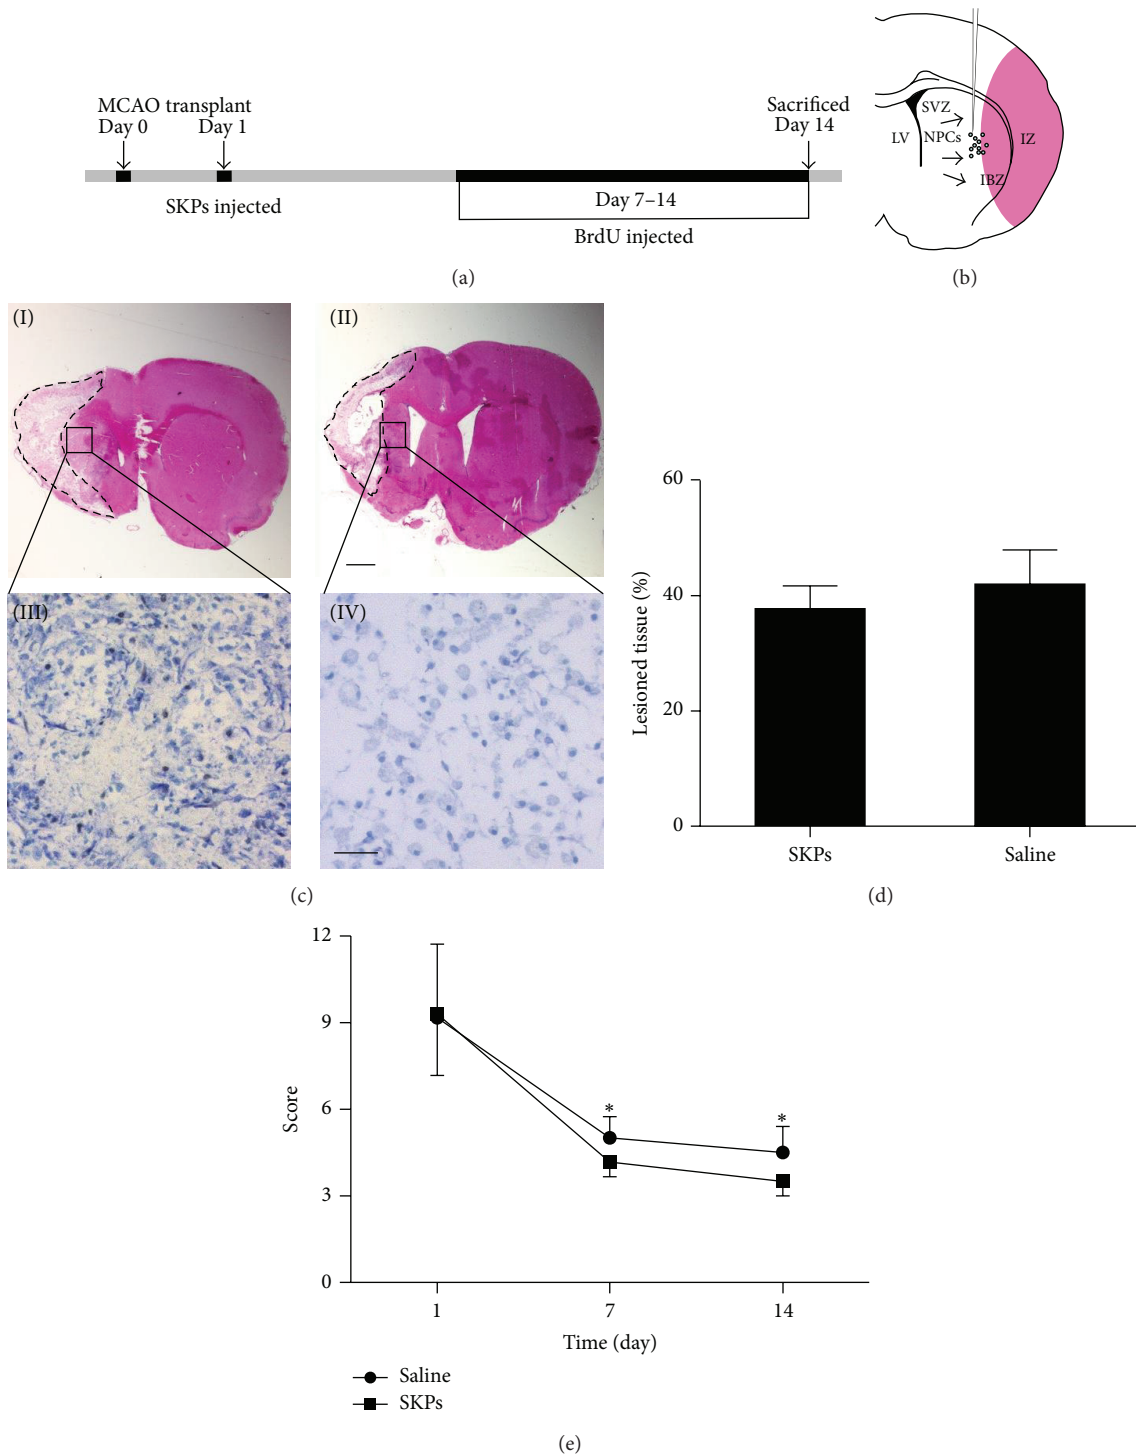 MCAO transplant
Day 0 Day 1
Sacrificed
Day 14
SKPs injected
Day 7–14
BrdU injected
(a)
SVZ
LV
NPCs
IZ
IBZ
(b)
(I)
(II)
(III)
(IV)
(c)
60
40
20
0
Lesioned tissue (%)
SKPs
Saline
(d)
12
9
6
3
0
Score
*
*
1
7
14
Time (day)
Saline
SKPs
(e)